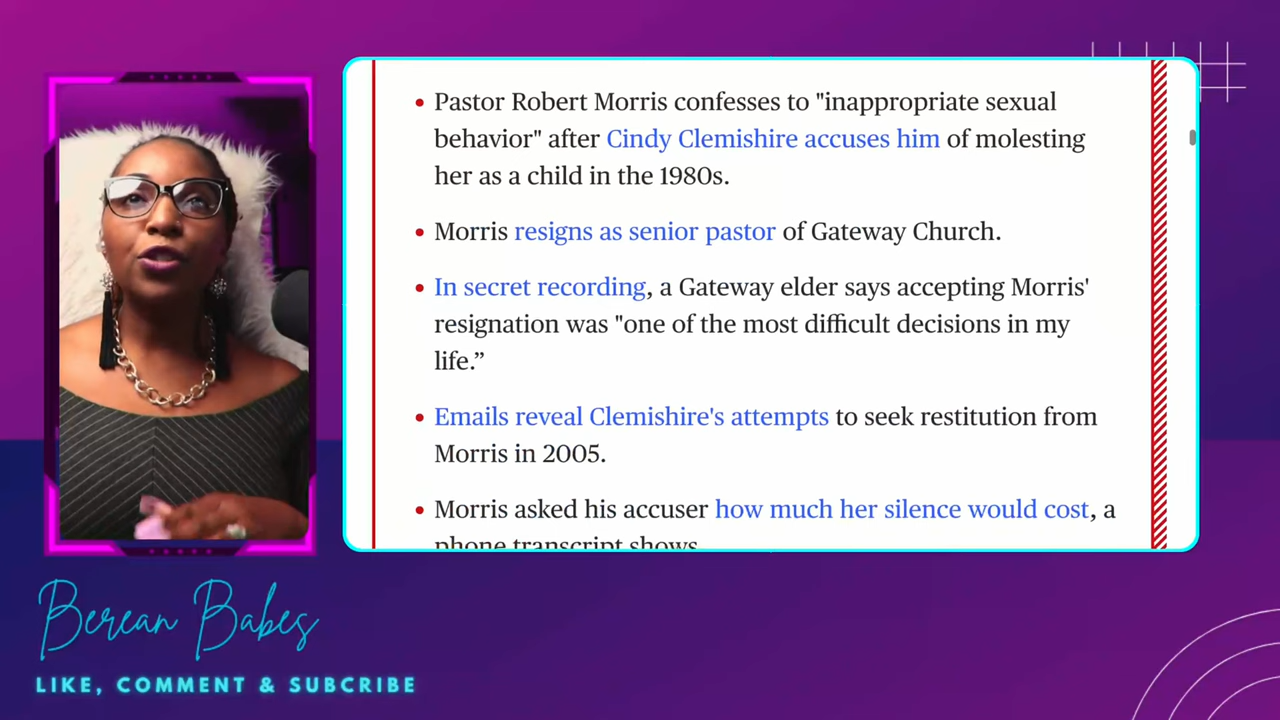 Pastor Robert Morris confesses to "inappropriate sexual
behavior" after Cindy Clemishire accuses him of molesting
her as a child in the 1980s.
Morris resigns as senior pastor of Gateway Church.
In secret recording, a Gateway elder says accepting Morris'
resignation was "one of the most difficult decisions in my
life.”
Emails reveal Clemishire's attempts to seek restitution from
Morris in 2005.
Morris asked his accuser how much her silence would cost, a
phone transcript shows
Berean Babes
LIKE, COMMENT & SUBCRIBE